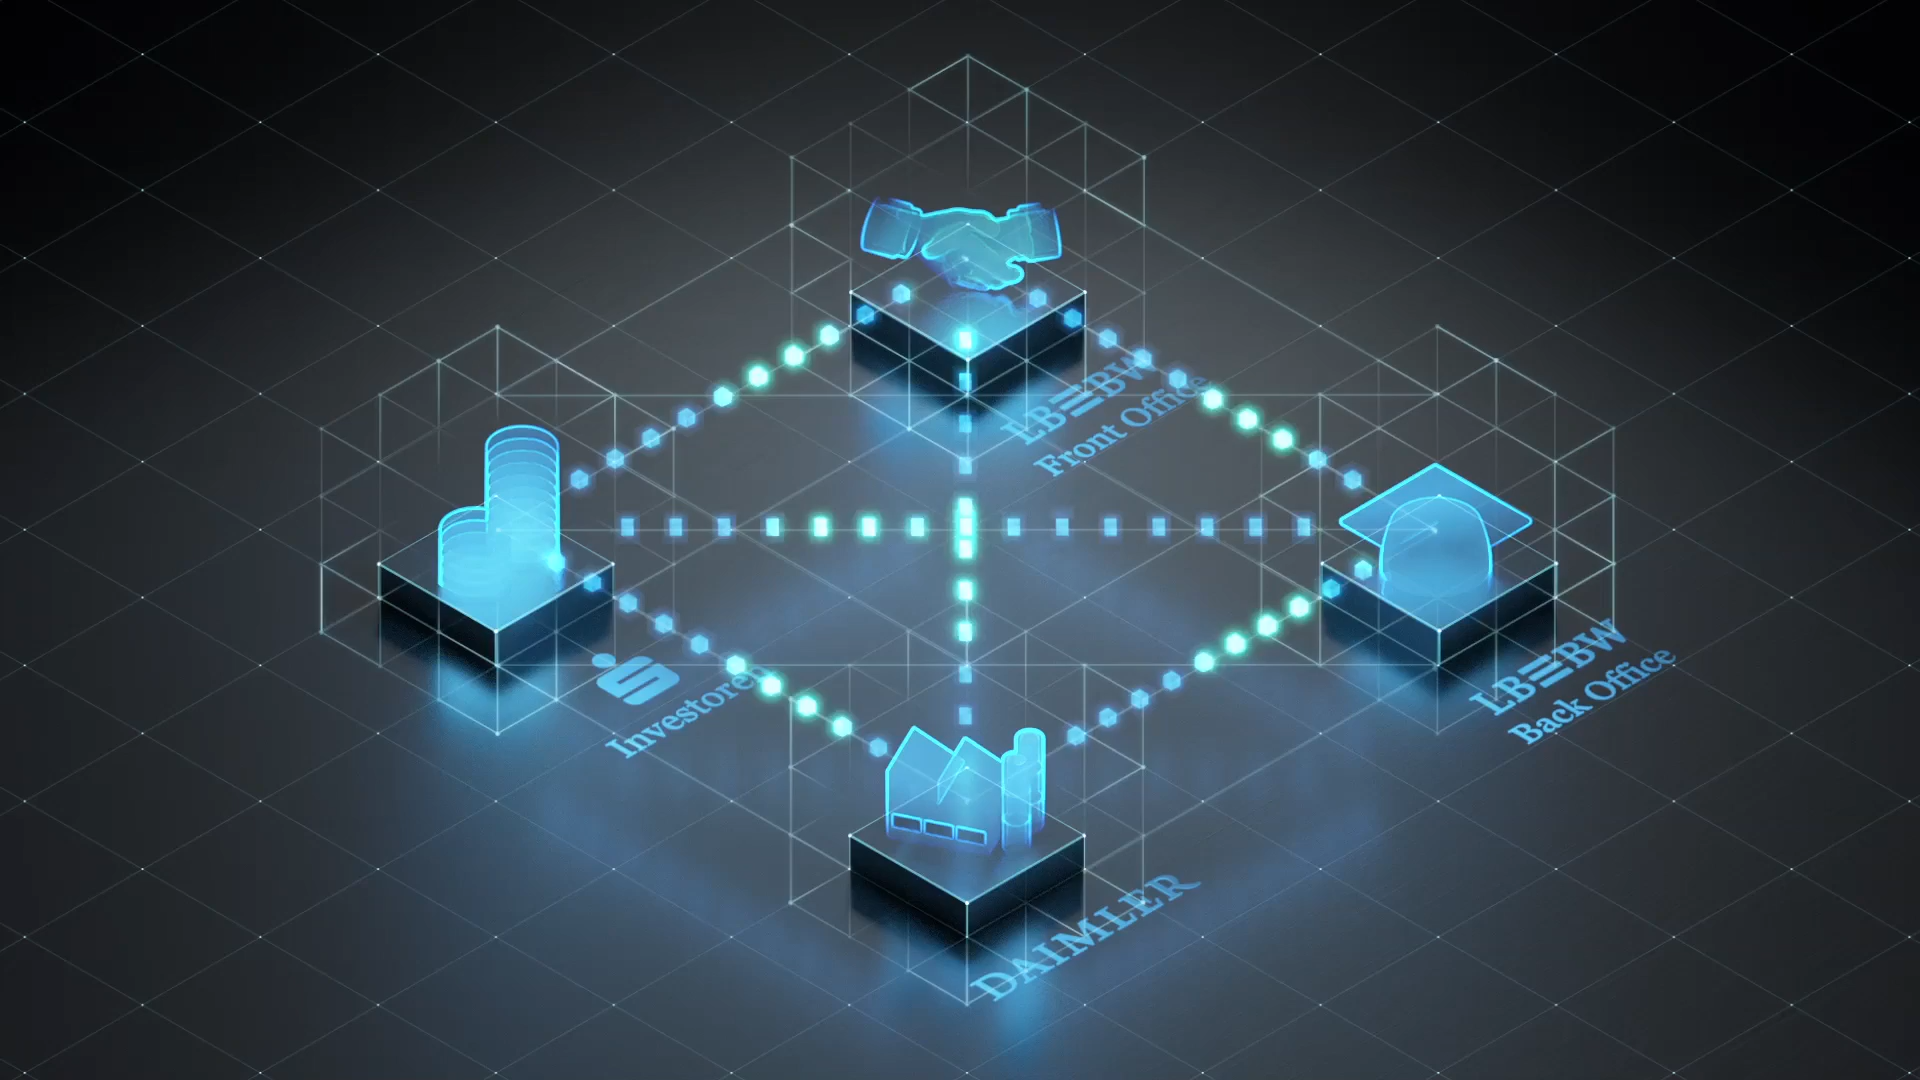 LBBW
Front Office
Investoren
LBBW
Back Office
DAIMLER